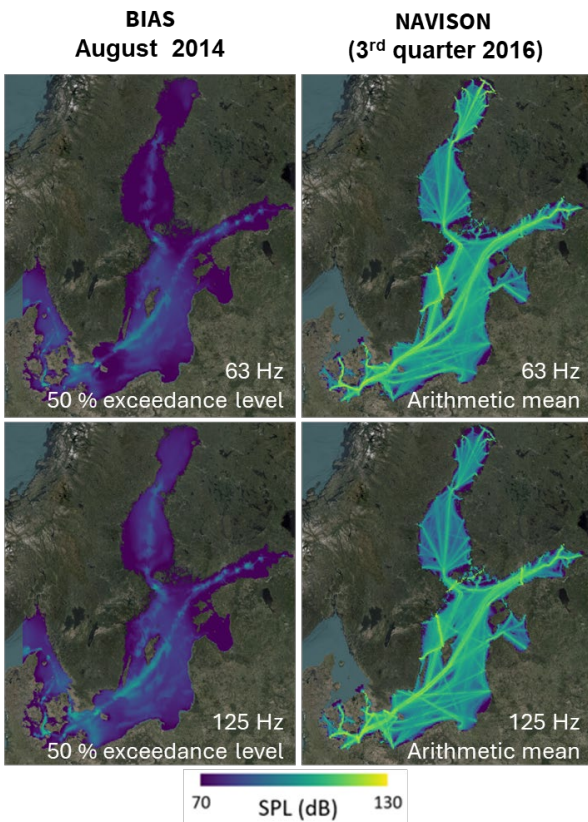 BIAS
August 2014
NAVISON
(3rd quarter 2016)
63 Hz
50 % exceedance level
63 Hz
Arithmetic mean
125 Hz
50 % exceedance level
125 Hz
Arithmetic mean
70
SPL (dB)
130